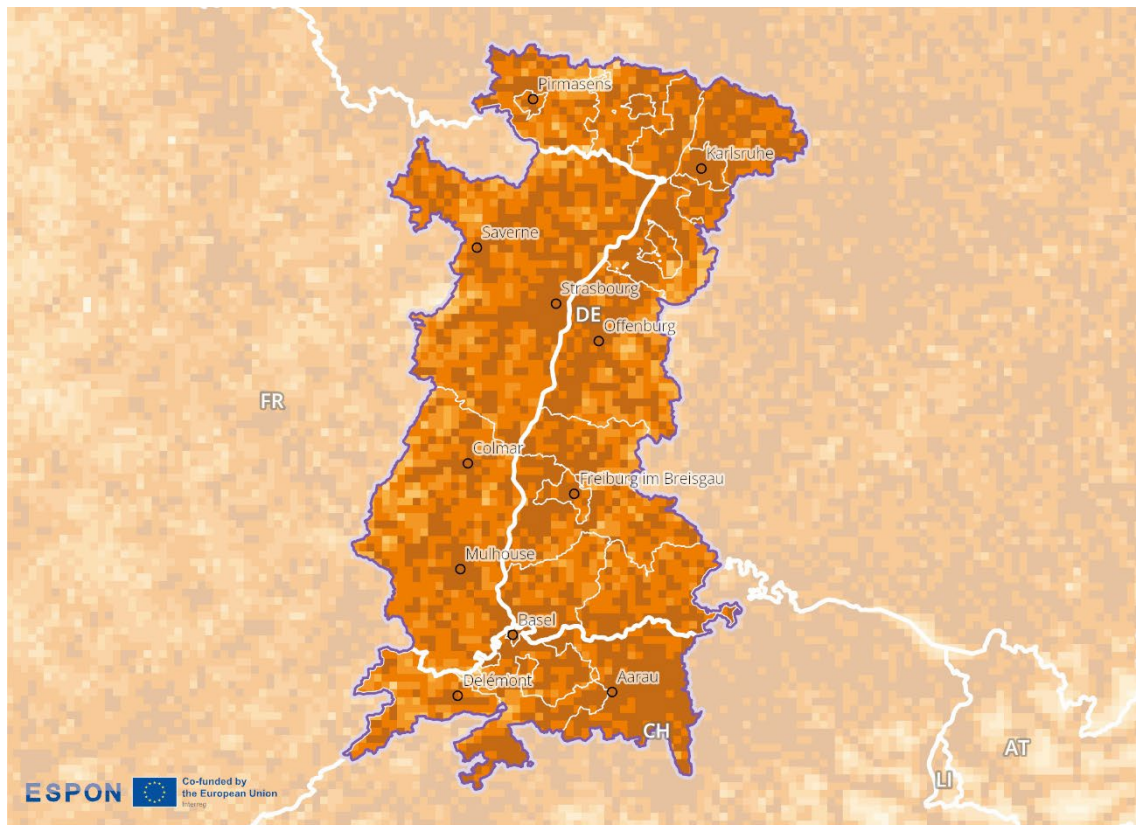 Pirmasens
Karlsruhe
Saverne
Strasbourg
DE
Offenburg
FR
Colmar
Freiburg im Breisgau
Mulhouse
Basel
Delémont
Aarau
CH
AT
LI
ESPON
Co-funded by
the European Union
Interreg